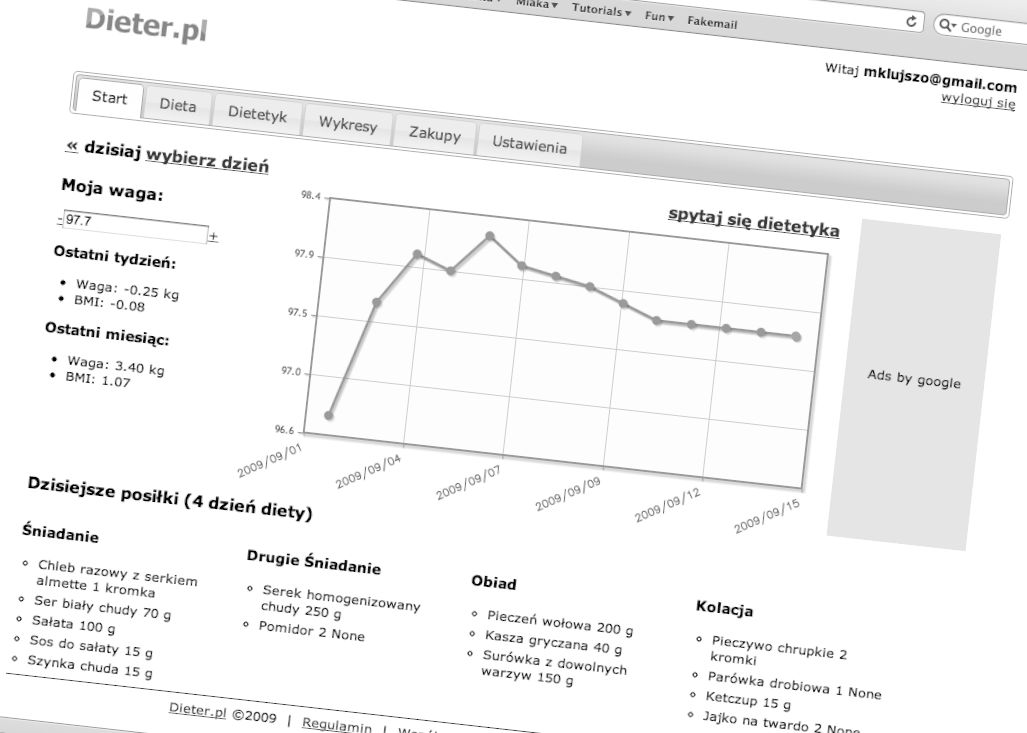 Miaka ▾ Tutorials ▾ Fun ▾ Fakemail
Google
Dieter.pl
Witaj mklujszo@gmail.com
wyloguj się
Start Dieta Dietetyk Wykresy Zakupy Ustawienia
« dzisiaj wybierz dzień
Moja waga:
- 97.7 +
Ostatni tydzień:
• Waga: -0.25 kg
• BMI: -0.08
Ostatni miesiąc:
• Waga: 3.40 kg
• BMI: 1.07
spytaj się dietetyka
98.4
97.9
97.5
97.0
96.6
2009/09/01 2009/09/04 2009/09/07 2009/09/09 2009/09/12 2009/09/15
Ads by google
Dzisiejsze posiłki (4 dzień diety)
Śniadanie
Chleb razowy z serkiem
almette 1 kromka
Ser biały chudy 70 g
Sałata 100 g
Sos do sałaty 15 g
Szynka chuda 15 g
Drugie Śniadanie
Serek homogenizowany
chudy 250 g
Pomidor 2 None
Obiad
Pieczeń wołowa 200 g
Kasza gryczana 40 g
Surówka z dowolnych
warzyw 150 g
Kolacja
Pieczywo chrupkie 2
kromki
Parówka drobiowa 1 None
Ketczup 15 g
Jajko na twardo 2 None
Dieter.pl ©2009 | Regulamin |